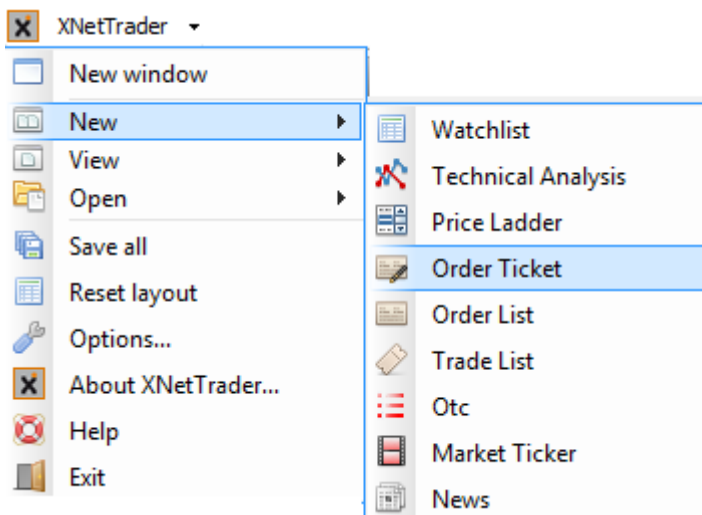 XNetTrader
New window
New
View
Open
Save all
Reset layout
Options...
About XNetTrader...
Help
Exit
Watchlist
Technical Analysis
Price Ladder
Order Ticket
Order List
Trade List
Otc
Market Ticker
News